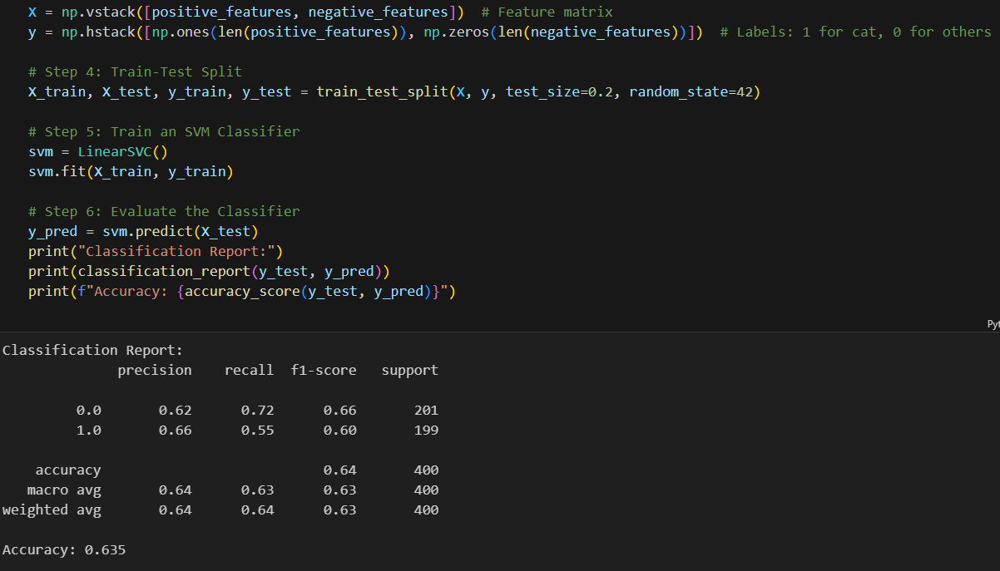 X = np.vstack([positive_features, negative_features])  # Feature matrix
y = np.hstack([np.ones(len(positive_features)), np.zeros(len(negative_features))])  # Labels: 1 for cat, 0 for others
# Step 4: Train-Test Split
X_train, X_test, y_train, y_test = train_test_split(X, y, test_size=0.2, random_state=42)
# Step 5: Train an SVM Classifier
svm = LinearSVC()
svm.fit(X_train, y_train)
# Step 6: Evaluate the Classifier
y_pred = svm.predict(X_test)
print("Classification Report:")
print(classification_report(y_test, y_pred))
print(f"Accuracy: {accuracy_score(y_test, y_pred)}")
Pyt
Classification Report:
precision    recall  f1-score   support
0.0       0.62      0.72      0.66       201
1.0       0.66      0.55      0.60       199
accuracy                           0.64       400
macro avg       0.64      0.63      0.63       400
weighted avg       0.64      0.64      0.63       400
Accuracy: 0.635